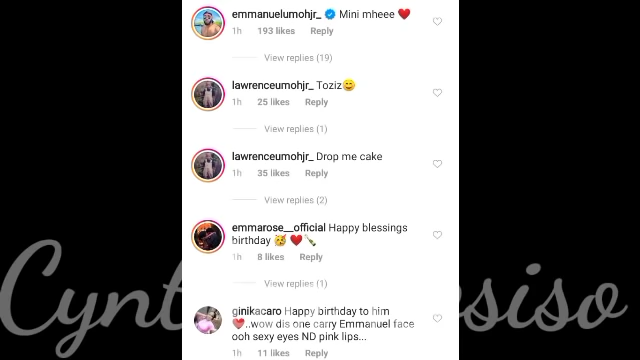 emmanuelumohjr_ Mini mheee ❤️
1h 193 likes Reply
View replies (19)
lawrenceumohjr_ Toziz😊
1h 25 likes Reply
View replies (1)
lawrenceumohjr_ Drop me cake
1h 35 likes Reply
View replies (2)
emmarose__official Happy blessings
birthday 🥳 ❤️🍾
1h 8 likes Reply
View replies (1)
ginikacaro Happy birthday to him
❤️..wow dis one carry Emmanuel face
ooh sexy eyes ND pink lips...
1h 11 likes Reply